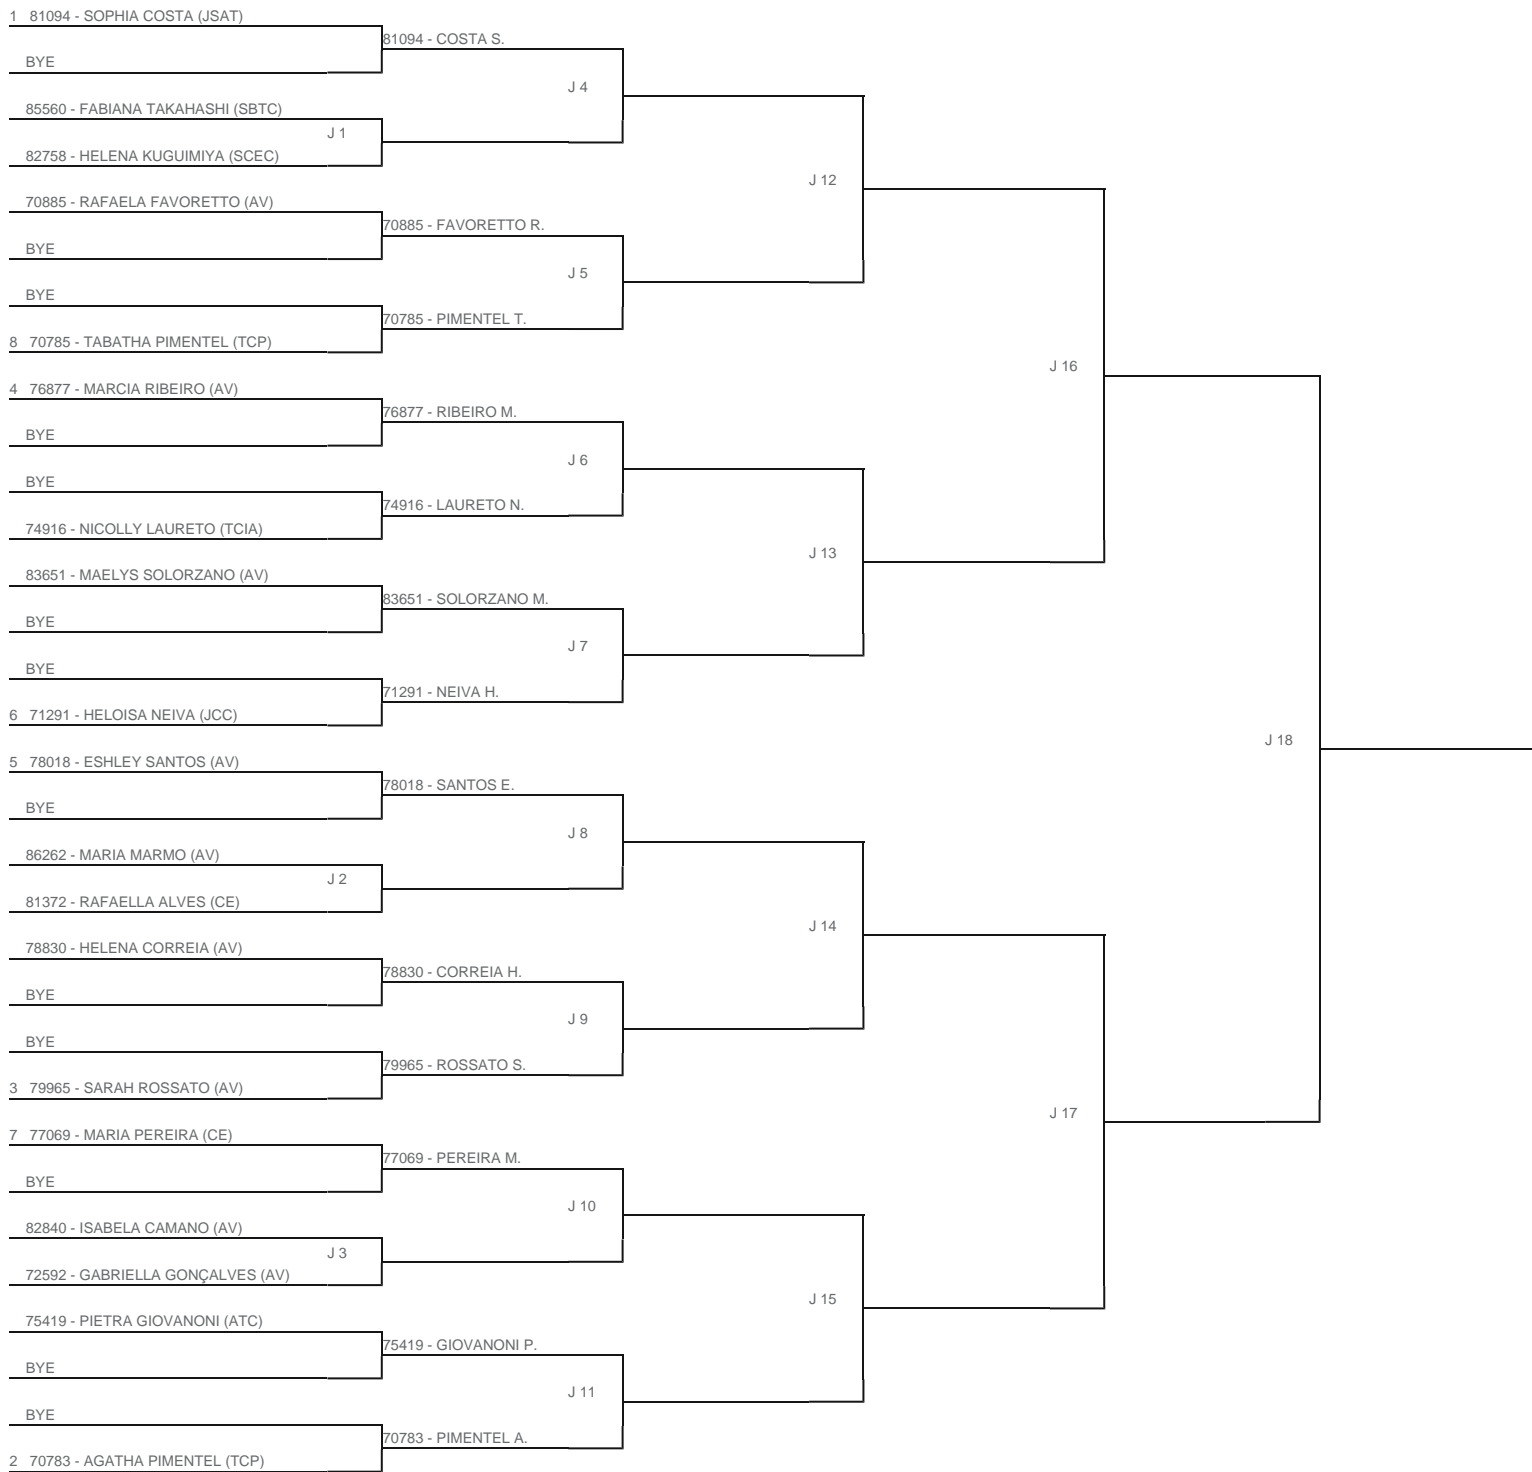 1 81094 - SOPHIA COSTA (JSAT)
81094 - COSTA S.
BYE
J 4
85560 - FABIANA TAKAHASHI (SBTC)
J 1
82758 - HELENA KUGUIMIYA (SCEC)
J 12
70885 - RAFAELA FAVORETTO (AV)
70885 - FAVORETTO R.
BYE
J 5
BYE
70785 - PIMENTEL T.
8 70785 - TABATHA PIMENTEL (TCP)
J 16
4 76877 - MARCIA RIBEIRO (AV)
76877 - RIBEIRO M.
BYE
J 6
BYE
74916 - LAURETO N.
74916 - NICOLLY LAURETO (TCIA)
J 13
83651 - MAELYS SOLORZANO (AV)
83651 - SOLORZANO M.
BYE
J 7
BYE
71291 - NEIVA H.
6 71291 - HELOISA NEIVA (JCC)
J 18
5 78018 - ESHLEY SANTOS (AV)
78018 - SANTOS E.
BYE
J 8
86262 - MARIA MARMO (AV)
J 2
81372 - RAFAELLA ALVES (CE)
J 14
78830 - HELENA CORREIA (AV)
78830 - CORREIA H.
BYE
J 9
BYE
79965 - ROSSATO S.
3 79965 - SARAH ROSSATO (AV)
J 17
7 77069 - MARIA PEREIRA (CE)
77069 - PEREIRA M.
BYE
J 10
82840 - ISABELA CAMANO (AV)
J 3
72592 - GABRIELLA GONÇALVES (AV)
J 15
75419 - PIETRA GIOVANONI (ATC)
75419 - GIOVANONI P.
BYE
J 11
BYE
70783 - PIMENTEL A.
2 70783 - AGATHA PIMENTEL (TCP)